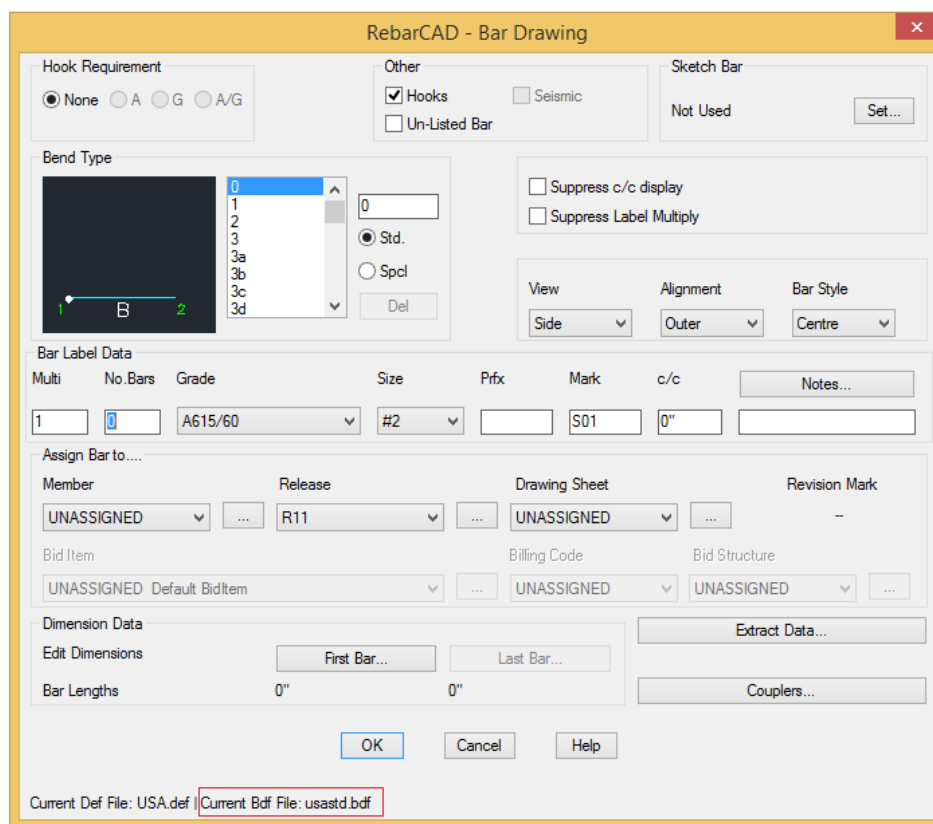 RebarCAD - Bar Drawing
Hook Requirement
Other
Sketch Bar
None A G A/G
Hooks
Seismic
Not Used
Set...
Un-Listed Bar
Bend Type
0
1
2
3
3a
3b
3c
3d
0
Std.
Spcl
Del
1 B 2
Suppress c/c display
Suppress Label Multiply
View Alignment Bar Style
Side Outer Centre
Bar Label Data
Multi No.Bars Grade Size Prfx Mark c/c Notes...
1 0 A615/60 #2 S01 0"
Assign Bar to....
Member Release Drawing Sheet Revision Mark
UNASSIGNED ... R11 ... UNASSIGNED ... --
Bid Item Billing Code Bid Structure
UNASSIGNED Default BidItem ... UNASSIGNED UNASSIGNED ...
Dimension Data
Edit Dimensions First Bar... Last Bar...
Bar Lengths 0" 0"
Extract Data...
Couplers...
OK Cancel Help
Current Def File: USA.def | Current Bdf File: usastd.bdf